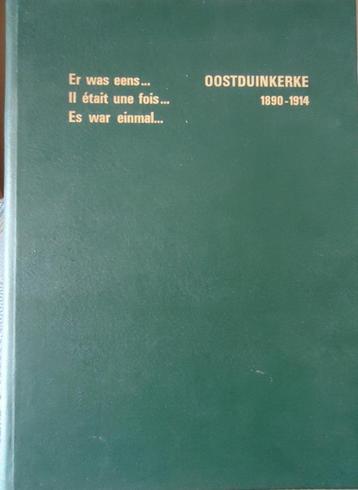 Er was eens... OOSTDUINKERKE
Il était une fois... 1890-1914
Es war einmal...